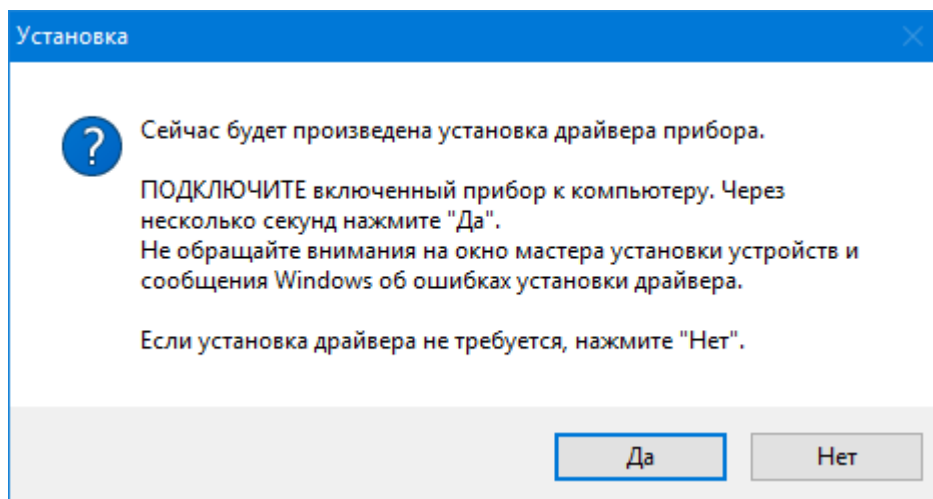 Установка
Сейчас будет произведена установка драйвера прибора.
ПОДКЛЮЧИТЕ включенный прибор к компьютеру. Через
несколько секунд нажмите "Да".
Не обращайте внимания на окно мастера установки устройств и
сообщения Windows об ошибках установки драйвера.
Если установка драйвера не требуется, нажмите "Нет".
Да
Нет